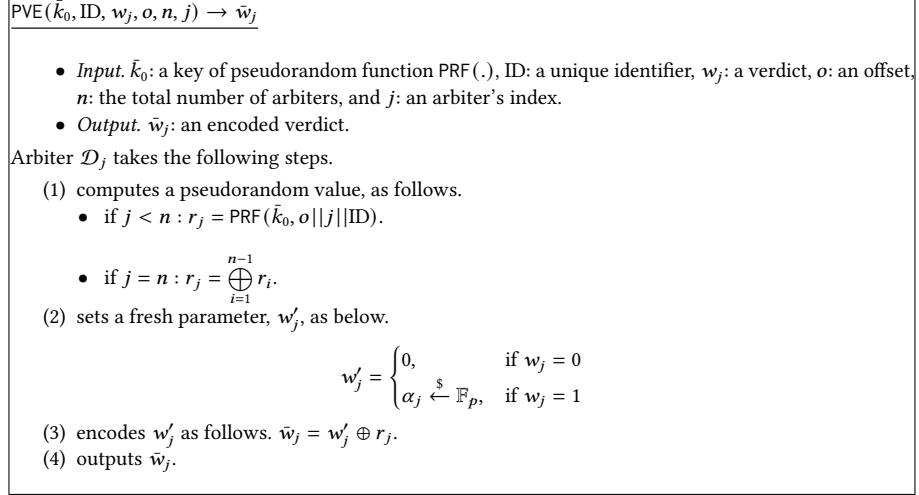 PVE(k̄₀, ID, wⱼ, o, n, j) → w̄ⱼ
• Input. k̄₀: a key of pseudorandom function PRF(.), ID: a unique identifier, wⱼ: a verdict, o: an offset,
n: the total number of arbiters, and j: an arbiter's index.
• Output. w̄ⱼ: an encoded verdict.
Arbiter 𝒟ⱼ takes the following steps.
(1) computes a pseudorandom value, as follows.
• if j < n : rⱼ = PRF(k̄₀, o||j||ID).
• if j = n : rⱼ = ⨁_{i=1}^{n−1} rᵢ.
(2) sets a fresh parameter, w′ⱼ, as below.
w′ⱼ = { 0, if wⱼ = 0
αⱼ ←$ 𝔽ₚ, if wⱼ = 1
(3) encodes w′ⱼ as follows. w̄ⱼ = w′ⱼ ⊕ rⱼ.
(4) outputs w̄ⱼ.